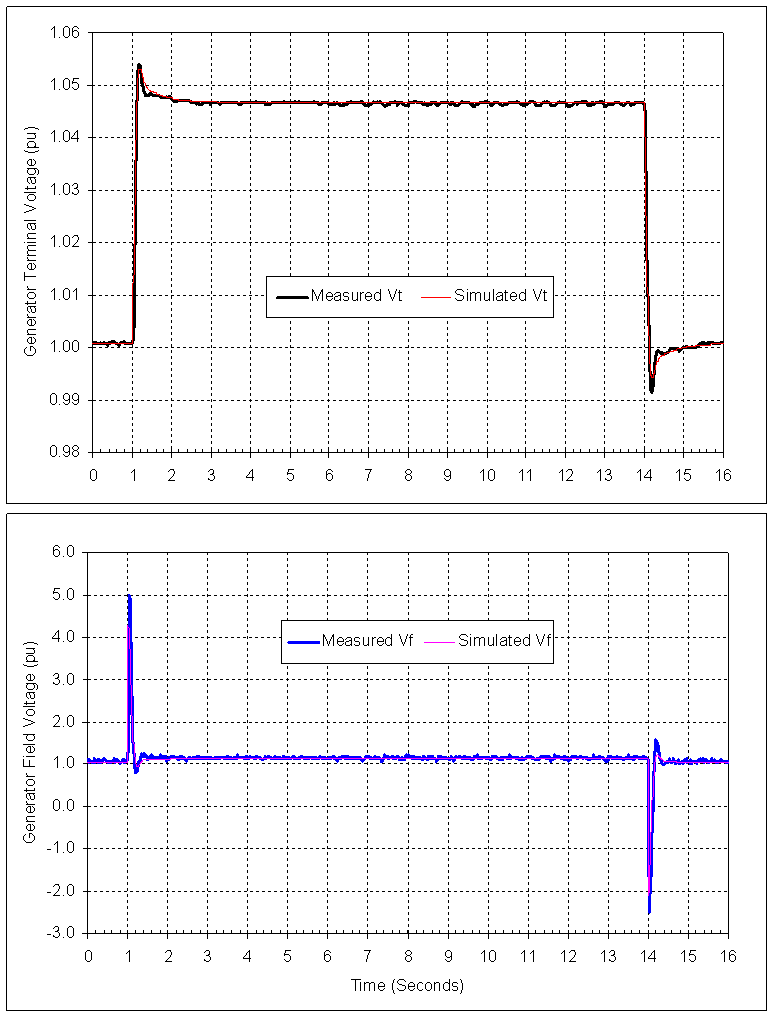 1.06
1.05
1.04
1.03
1.02
1.01
1.00
0.99
0.98
Generator Terminal Voltage (pu)
Measured Vt Simulated Vt
0 1 2 3 4 5 6 7 8 9 10 11 12 13 14 15 16
6.0
5.0
4.0
3.0
2.0
1.0
0.0
-1.0
-2.0
-3.0
Generator Field Voltage (pu)
Measured Vf Simulated Vf
0 1 2 3 4 5 6 7 8 9 10 11 12 13 14 15 16
Time (Seconds)